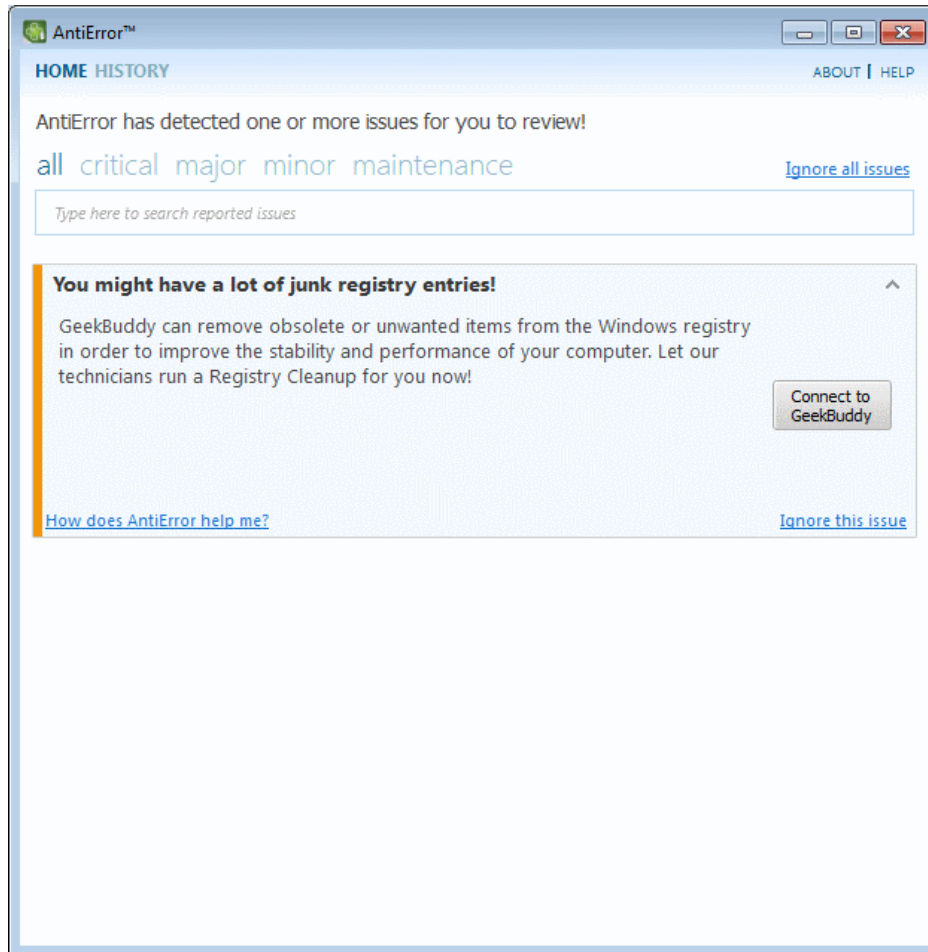 AntiError™
HOME HISTORY
ABOUT | HELP
AntiError has detected one or more issues for you to review!
all critical major minor maintenance
Ignore all issues
Type here to search reported issues
You might have a lot of junk registry entries!
GeekBuddy can remove obsolete or unwanted items from the Windows registry
in order to improve the stability and performance of your computer. Let our
technicians run a Registry Cleanup for you now!
Connect to
GeekBuddy
How does AntiError help me?
Ignore this issue